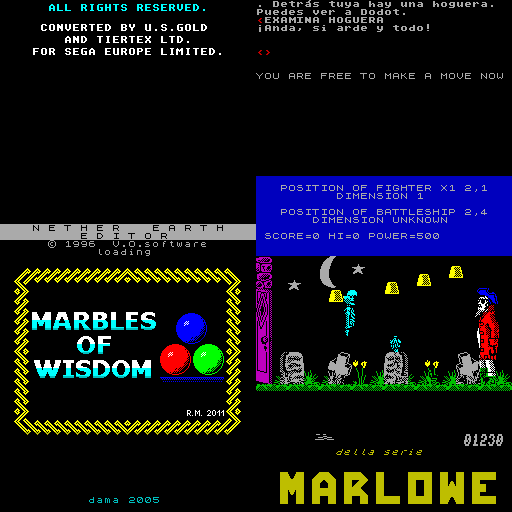 ALL RIGHTS RESERVED.
CONVERTED BY U.S.GOLD
AND TIERTEX LTD.
FOR SEGA EUROPE LIMITED.
NETHER EARTH
EDITOR
© 1996 V.O.software
loading
. Detrás tuya hay una hoguera.
Puedes ver a Dodot.
<EXAMINA HOGUERA
¡Anda, si arde y todo!
<>
YOU ARE FREE TO MAKE A MOVE NOW
POSITION OF FIGHTER X1 2,1
DIMENSION 1
POSITION OF BATTLESHIP 2,4
DIMENSION UNKNOWN
SCORE=0 HI=0 POWER=500
MARBLES
OF
WISDOM
R.M. 2011
dama 2005
01230
della serie
MARLOWE